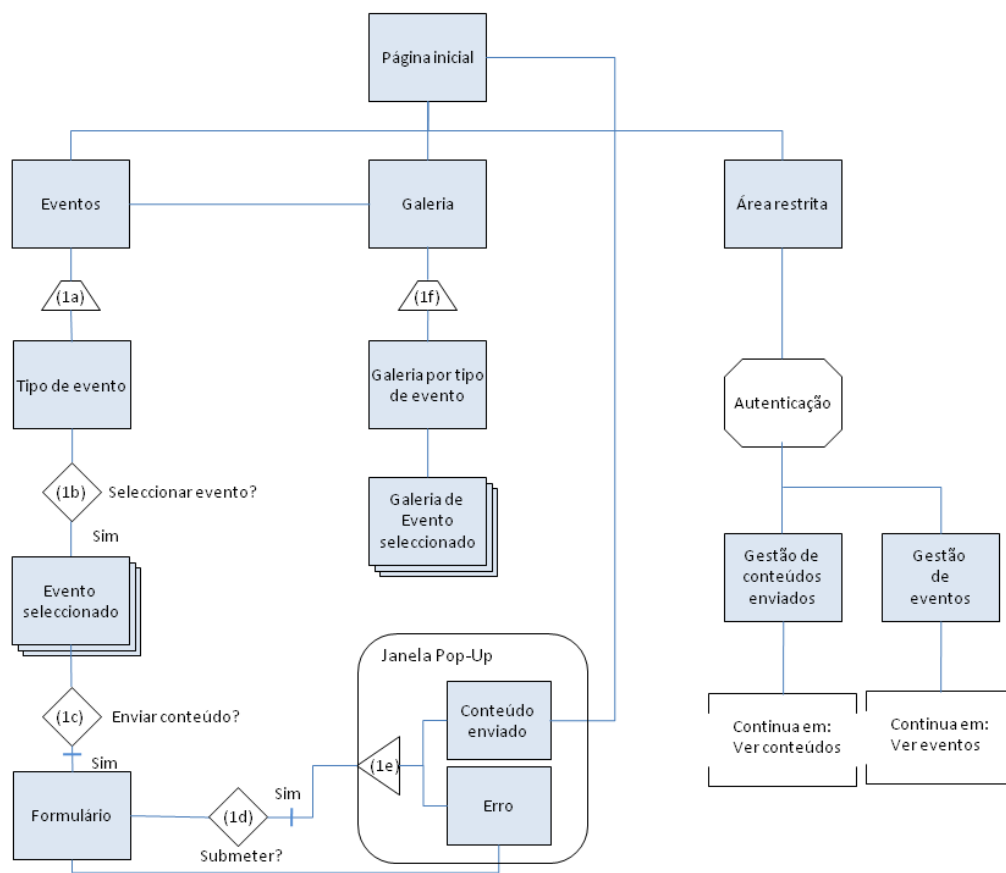 Página inicial
Eventos
Galeria
Área restrita
(1a)
(1f)
Tipo de evento
Galeria por tipo
de evento
Autenticação
(1b)
Seleccionar evento?
Sim
Galeria de
Evento
seleccionado
Gestão de
conteúdos
enviados
Gestão
de
eventos
Evento
seleccionado
Janela Pop-Up
(1c)
Enviar conteúdo?
Sim
Conteúdo
enviado
Continua em:
Ver conteúdos
Continua em:
Ver eventos
(1e)
Formulário
(1d)
Sim
Submeter?
Erro